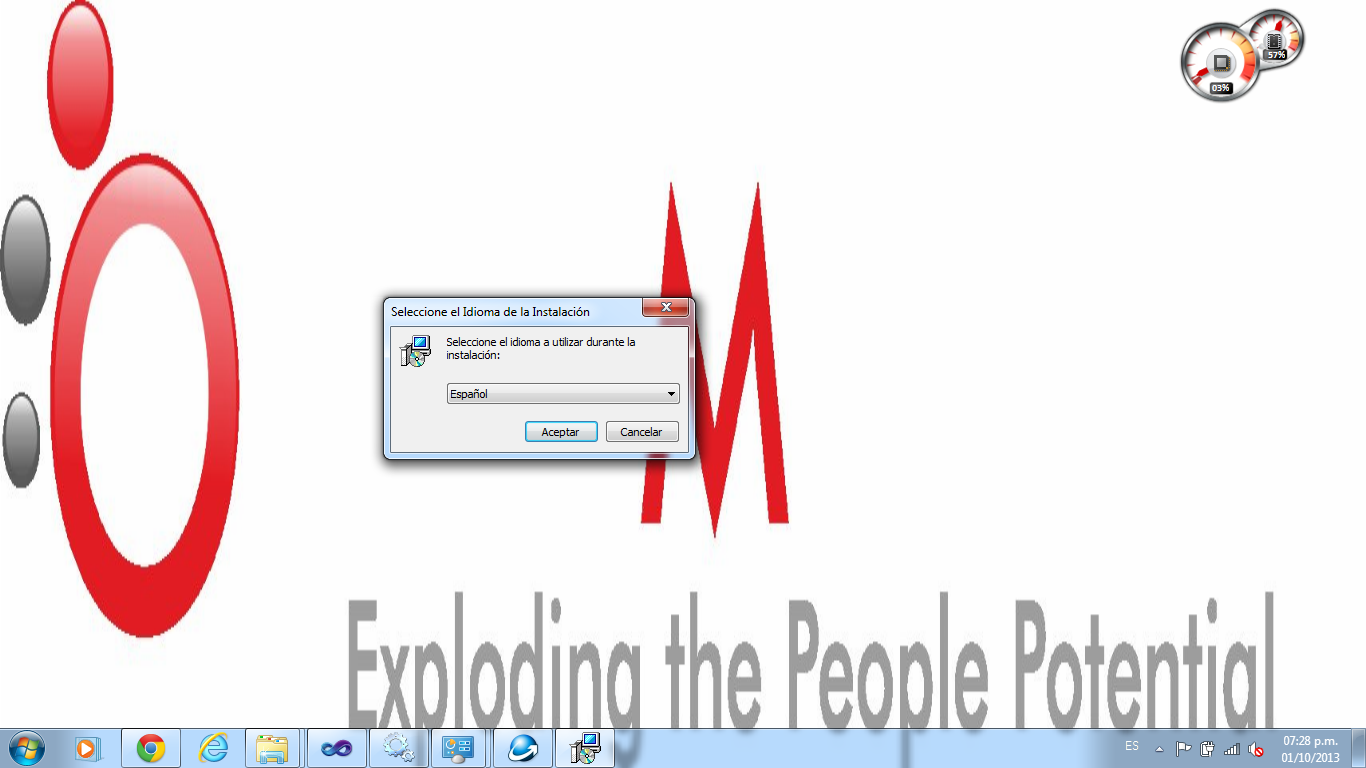 57%
03%
M
Seleccione el Idioma de la Instalación
Seleccione el idioma a utilizar durante la
instalación:
Español
Aceptar
Cancelar
Exploding the People Potential
ES
07:28 p.m.
01/10/2013